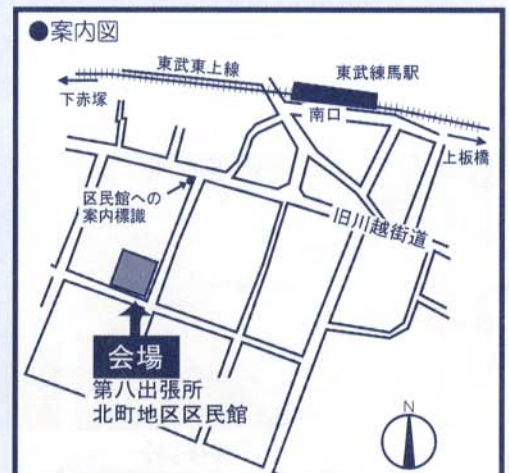 ●案内図
東武東上線
東武練馬駅
下赤塚
南口
上板橋
区民館への
案内標識
旧川越街道
会場
第八出張所
北町地区区民館
N